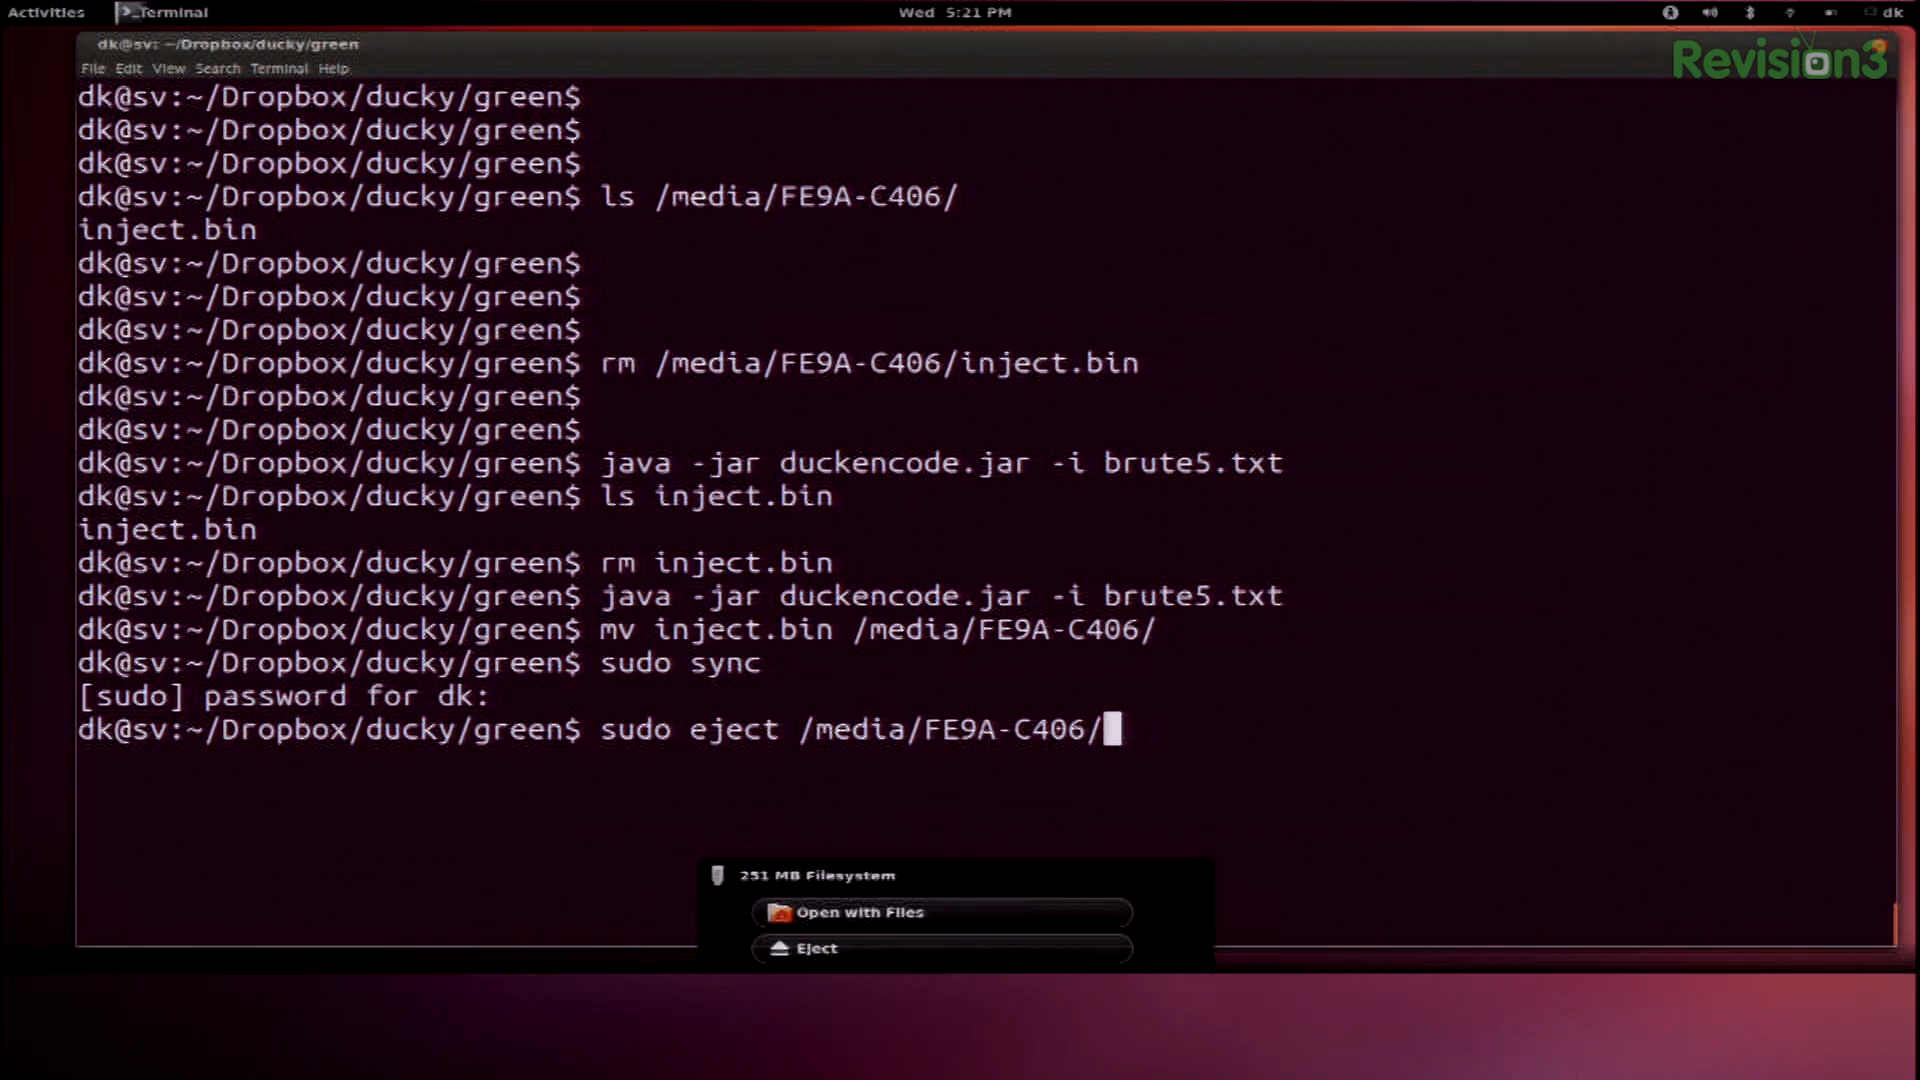 Activities
>_Terminal
Wed 5:21 PM
dk
dk@sv: ~/Dropbox/ducky/green
File Edit View Search Terminal Help
Revision3
dk@sv:~/Dropbox/ducky/green$
dk@sv:~/Dropbox/ducky/green$
dk@sv:~/Dropbox/ducky/green$
dk@sv:~/Dropbox/ducky/green$ ls /media/FE9A-C406/
inject.bin
dk@sv:~/Dropbox/ducky/green$
dk@sv:~/Dropbox/ducky/green$
dk@sv:~/Dropbox/ducky/green$
dk@sv:~/Dropbox/ducky/green$ rm /media/FE9A-C406/inject.bin
dk@sv:~/Dropbox/ducky/green$
dk@sv:~/Dropbox/ducky/green$
dk@sv:~/Dropbox/ducky/green$ java -jar duckencode.jar -i brute5.txt
dk@sv:~/Dropbox/ducky/green$ ls inject.bin
inject.bin
dk@sv:~/Dropbox/ducky/green$ rm inject.bin
dk@sv:~/Dropbox/ducky/green$ java -jar duckencode.jar -i brute5.txt
dk@sv:~/Dropbox/ducky/green$ mv inject.bin /media/FE9A-C406/
dk@sv:~/Dropbox/ducky/green$ sudo sync
[sudo] password for dk:
dk@sv:~/Dropbox/ducky/green$ sudo eject /media/FE9A-C406/
251 MB Filesystem
Open with Files
Eject